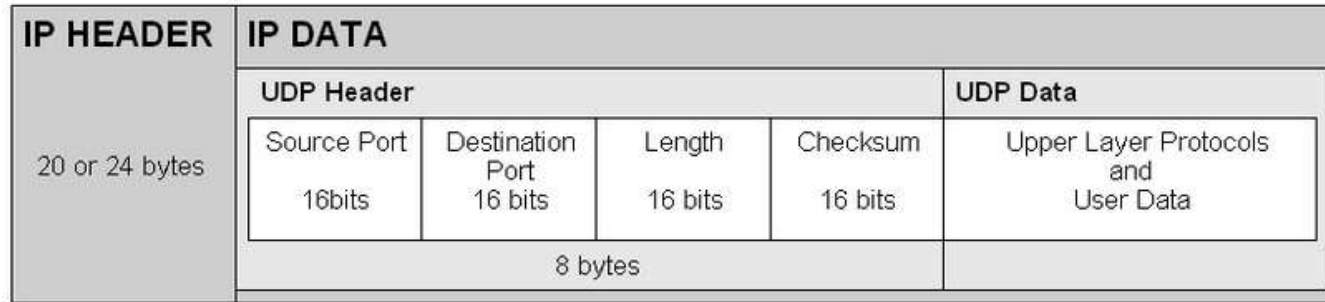 IP HEADER
20 or 24 bytes
IP DATA
UDP Header
Source Port
16bits
Destination
Port
16 bits
Length
16 bits
Checksum
16 bits
8 bytes
UDP Data
Upper Layer Protocols
and
User Data